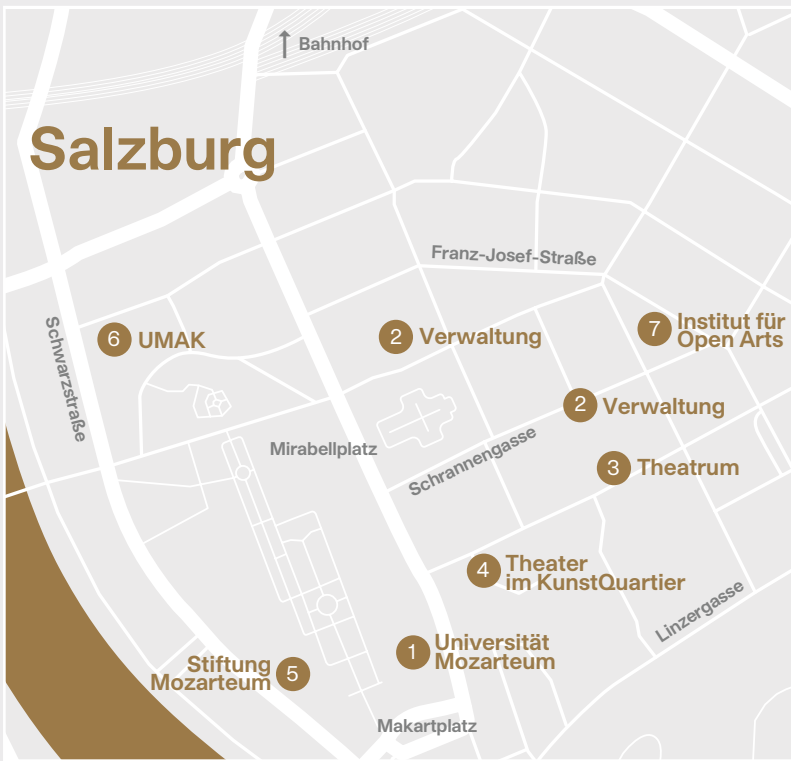 Bahnhof
Salzburg
Franz-Josef-Straße
Schwarzstraße
6 UMAK
2 Verwaltung
7 Institut für
Open Arts
2 Verwaltung
Mirabellplatz
Schrannengasse
3 Theatrum
4 Theater
im KunstQuartier
Linzergasse
1 Universität
Mozarteum
Stiftung
Mozarteum 5
Makartplatz